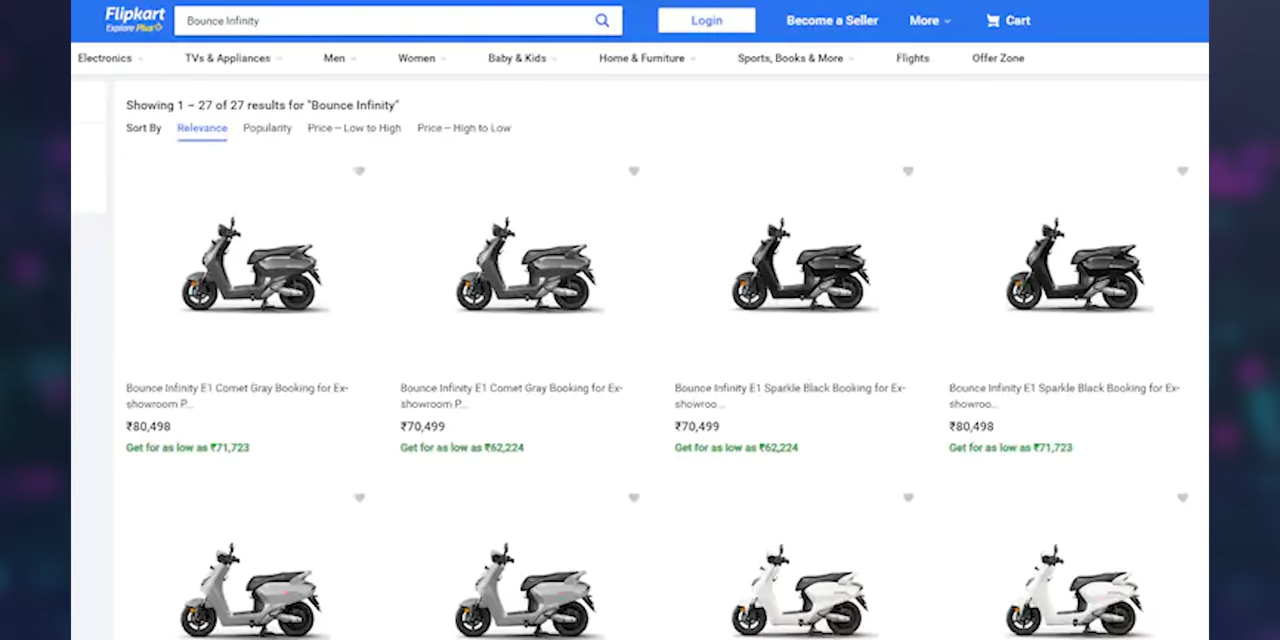 Flipkart
Explore Plus
Bounce Infinity
Login
Become a Seller
More
Cart
Electronics
TVs & Appliances
Men
Women
Baby & Kids
Home & Furniture
Sports, Books & More
Flights
Offer Zone
Showing 1 – 27 of 27 results for "Bounce Infinity"
Sort By
Relevance
Popularity
Price -- Low to High
Price -- High to Low
Bounce Infinity E1 Comet Gray Booking for Ex-
showroom P...
₹80,498
Get for as low as ₹71,723
Bounce Infinity E1 Comet Gray Booking for Ex-
showroom P...
₹70,499
Get for as low as ₹62,224
Bounce Infinity E1 Sparkle Black Booking for Ex-
showroo...
₹70,499
Get for as low as ₹62,224
Bounce Infinity E1 Sparkle Black Booking for Ex-
showroo...
₹80,498
Get for as low as ₹71,723